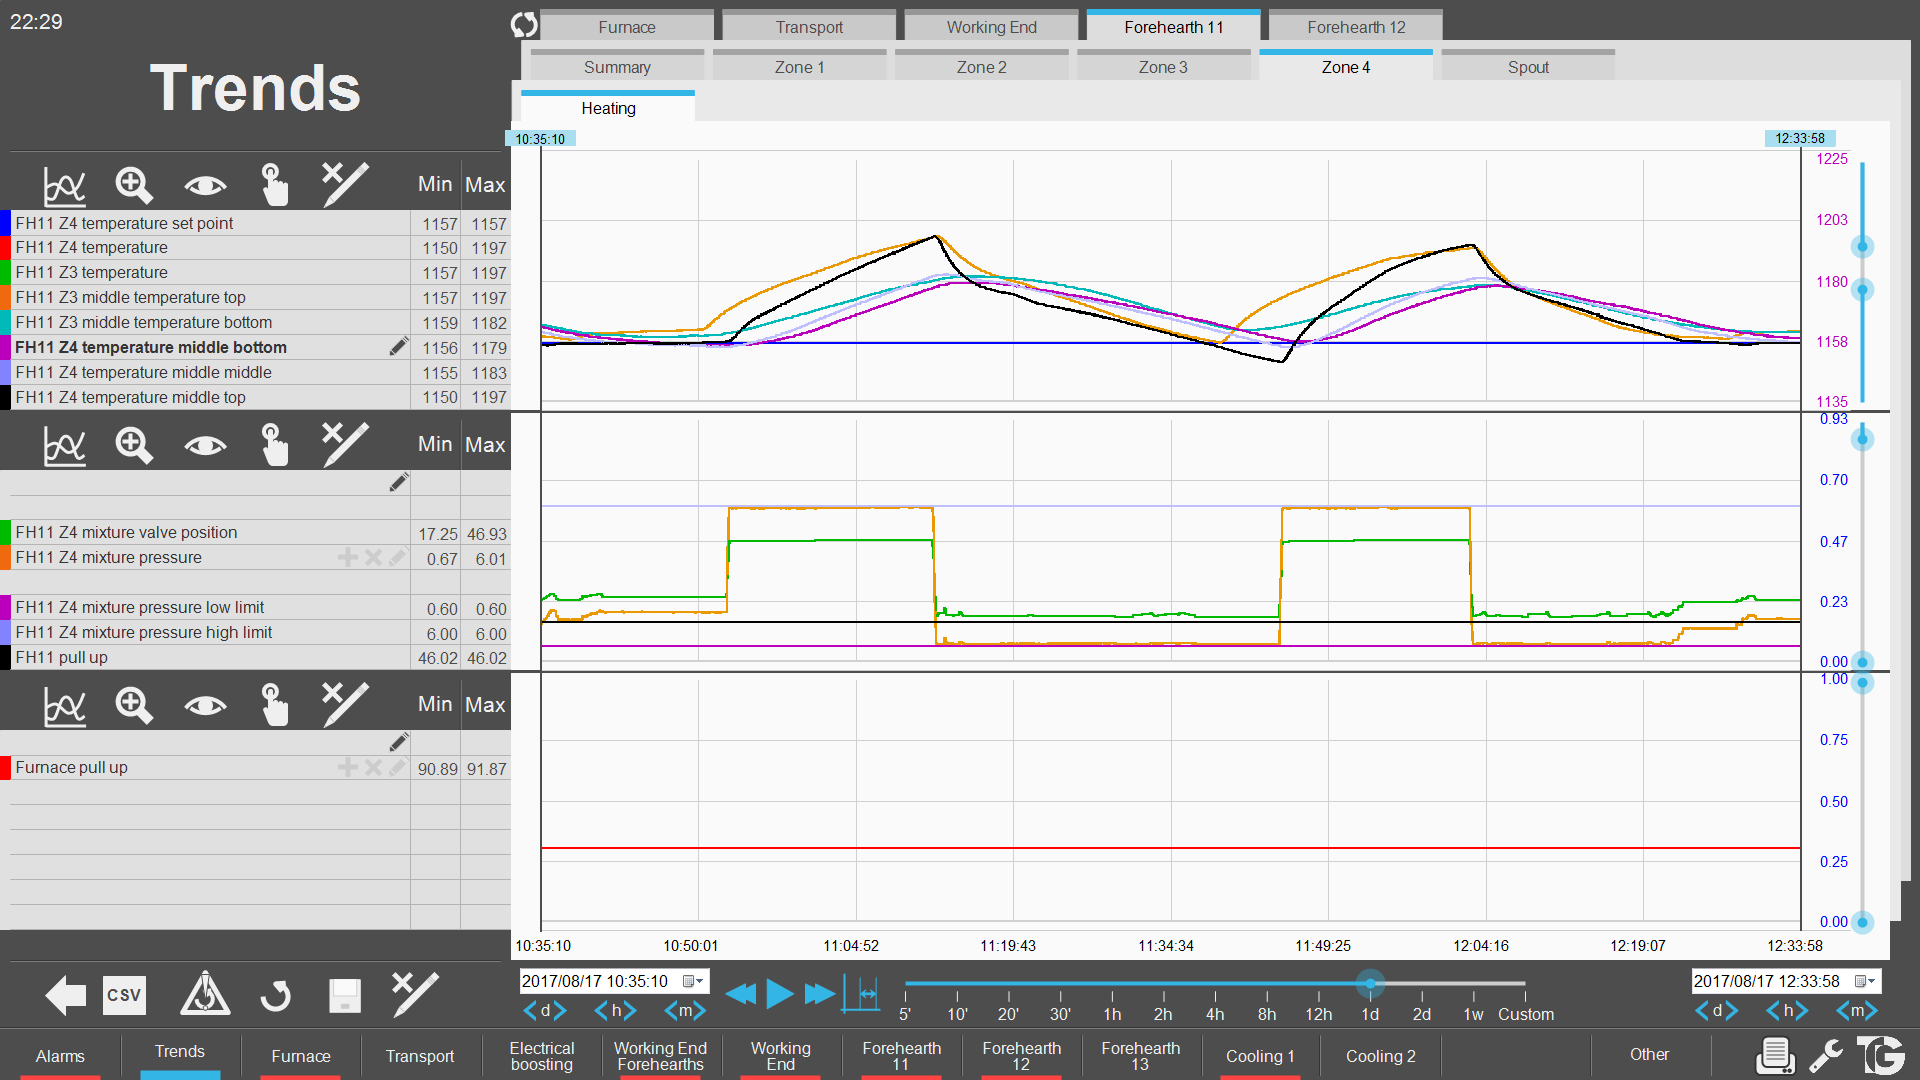 22:29
Trends
Furnace
Transport
Working End
Forehearth 11
Forehearth 12
Summary
Zone 1
Zone 2
Zone 3
Zone 4
Spout
Heating
10:35:10
12:33:58
Min Max
FH11 Z4 temperature set point 1157 1157
FH11 Z4 temperature 1150 1197
FH11 Z3 temperature 1157 1197
FH11 Z3 middle temperature top 1157 1197
FH11 Z3 middle temperature bottom 1159 1182
FH11 Z4 temperature middle bottom 1156 1179
FH11 Z4 temperature middle middle 1155 1183
FH11 Z4 temperature middle top 1150 1197
1225
1203
1180
1158
1135
Min Max
FH11 Z4 mixture valve position 17.25 46.93
FH11 Z4 mixture pressure 0.67 6.01
FH11 Z4 mixture pressure low limit 0.60 0.60
FH11 Z4 mixture pressure high limit 6.00 6.00
FH11 pull up 46.02 46.02
0.93
0.70
0.47
0.23
0.00
Min Max
Furnace pull up 90.89 91.87
1.00
0.75
0.50
0.25
0.00
10:35:10 10:50:01 11:04:52 11:19:43 11:34:34 11:49:25 12:04:16 12:19:07 12:33:58
CSV
2017/08/17 10:35:10
d h m
5' 10' 20' 30' 1h 2h 4h 8h 12h 1d 2d 1w Custom
2017/08/17 12:33:58
d h m
Alarms
Trends
Furnace
Transport
Electrical
boosting
Working End
Forehearths
Working
End
Forehearth
11
Forehearth
12
Forehearth
13
Cooling 1
Cooling 2
Other
TG